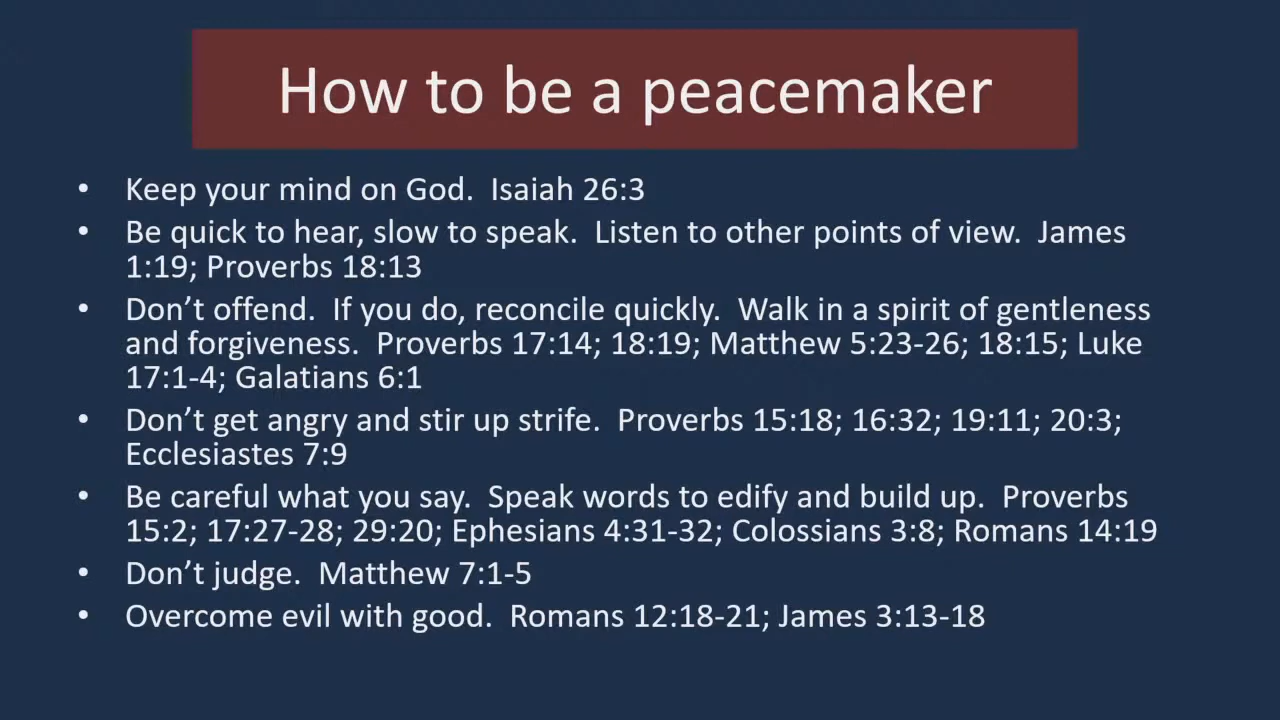 How to be a peacemaker
• Keep your mind on God.  Isaiah 26:3
• Be quick to hear, slow to speak.  Listen to other points of view.  James
1:19; Proverbs 18:13
• Don’t offend.  If you do, reconcile quickly.  Walk in a spirit of gentleness
and forgiveness.  Proverbs 17:14; 18:19; Matthew 5:23-26; 18:15; Luke
17:1-4; Galatians 6:1
• Don’t get angry and stir up strife.  Proverbs 15:18; 16:32; 19:11; 20:3;
Ecclesiastes 7:9
• Be careful what you say.  Speak words to edify and build up.  Proverbs
15:2; 17:27-28; 29:20; Ephesians 4:31-32; Colossians 3:8; Romans 14:19
• Don’t judge.  Matthew 7:1-5
• Overcome evil with good.  Romans 12:18-21; James 3:13-18